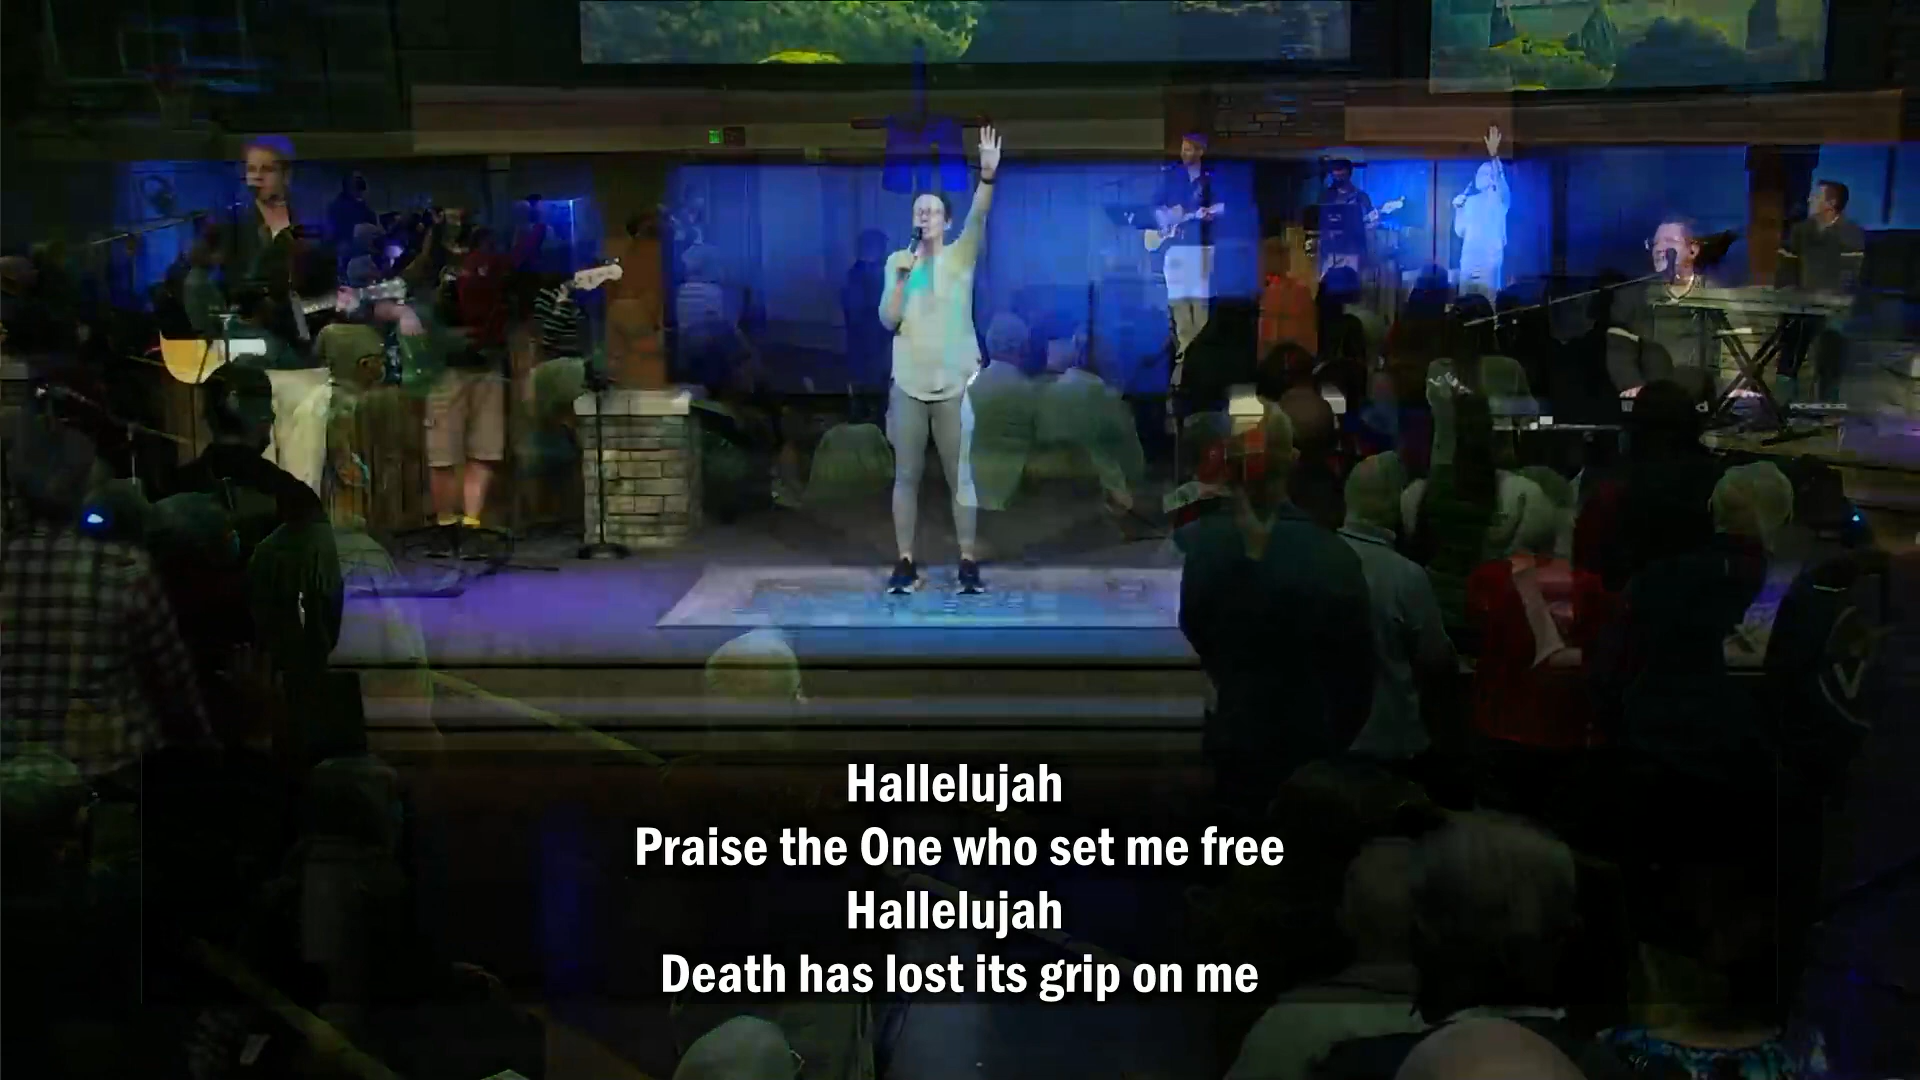 Hallelujah
Praise the One who set me free
Hallelujah
Death has lost its grip on me